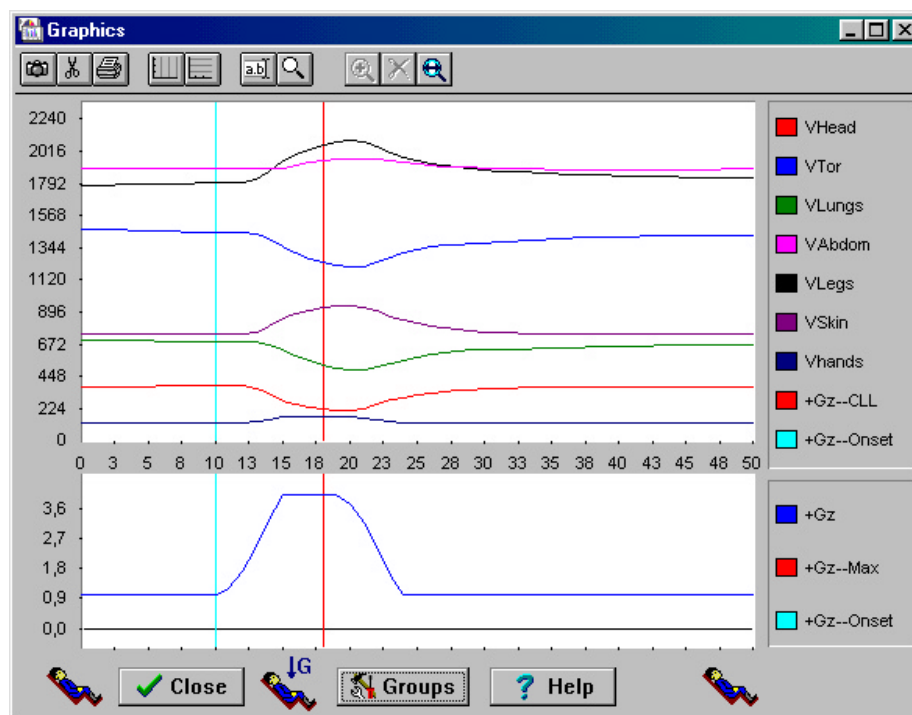 Graphics
a.b
2240
2016
1792
1568
1344
1120
896
672
448
224
0
0 3 5 8 10 13 15 18 20 23 25 28 30 33 35 38 40 43 45 48 50
VHead
VTor
VLungs
VAbdom
VLegs
VSkin
Vhands
+Gz--CLL
+Gz--Onset
3,6
2,7
1,8
0,9
0,0
+Gz
+Gz--Max
+Gz--Onset
Close
G
Groups
Help